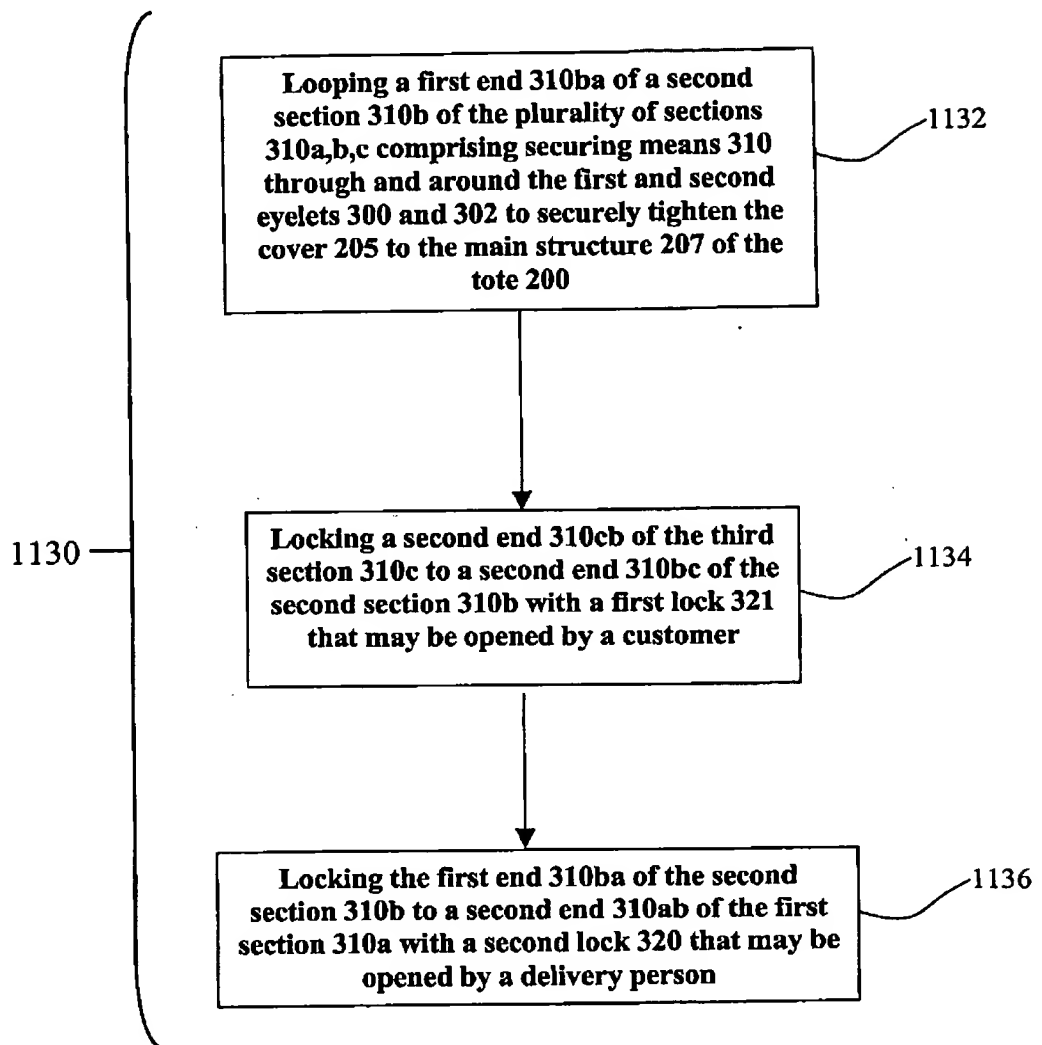 Looping a first end 310ba of a second
section 310b of the plurality of sections
310a,b,c comprising securing means 310
through and around the first and second
eyelets 300 and 302 to securely tighten the
cover 205 to the main structure 207 of the
tote 200
1132
1130
Locking a second end 310cb of the third
section 310c to a second end 310bc of the
second section 310b with a first lock 321
that may be opened by a customer
1134
Locking the first end 310ba of the second
section 310b to a second end 310ab of the first
section 310a with a second lock 320 that may be
opened by a delivery person
1136